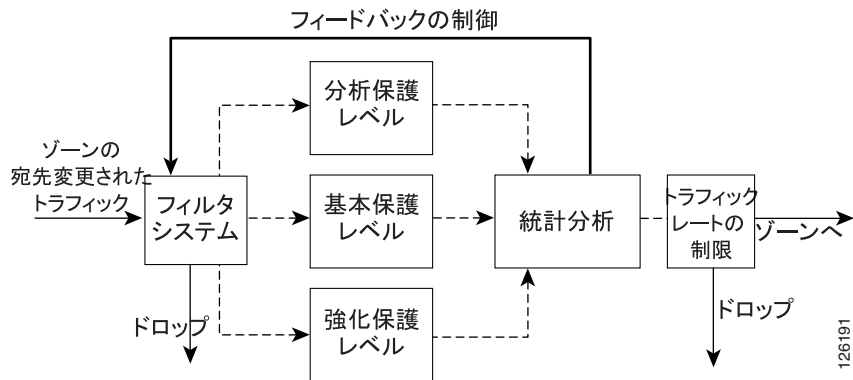 フィードバックの制御
分析保護
レベル
ゾーンの
宛先変更された
トラフィック
フィルタ
システム
基本保護
レベル
統計分析
トラフィック
レートの
制限
ゾーンへ
ドロップ
強化保護
レベル
ドロップ
126191